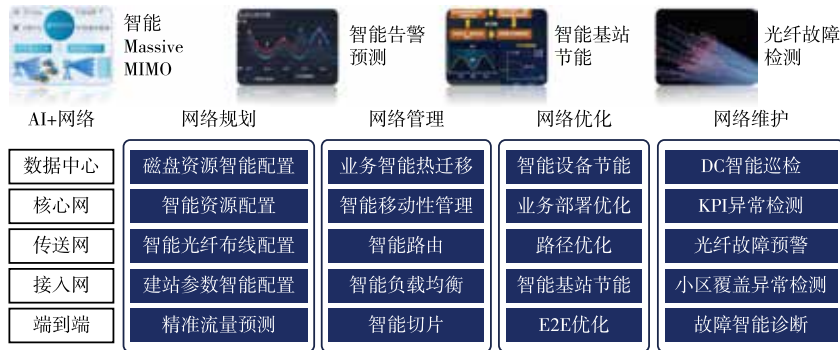 智能
Massive
MIMO
智能告警
预测
智能基站
节能
光纤故障
检测
AI+网络 网络规划 网络管理 网络优化 网络维护
数据中心 磁盘资源智能配置 业务智能热迁移 智能设备节能 DC智能巡检
核心网 智能资源配置 智能移动性管理 业务部署优化 KPI异常检测
传送网 智能光纤布线配置 智能路由 路径优化 光纤故障预警
接入网 建站参数智能配置 智能负载均衡 智能基站节能 小区覆盖异常检测
端到端 精准流量预测 智能切片 E2E优化 故障智能诊断